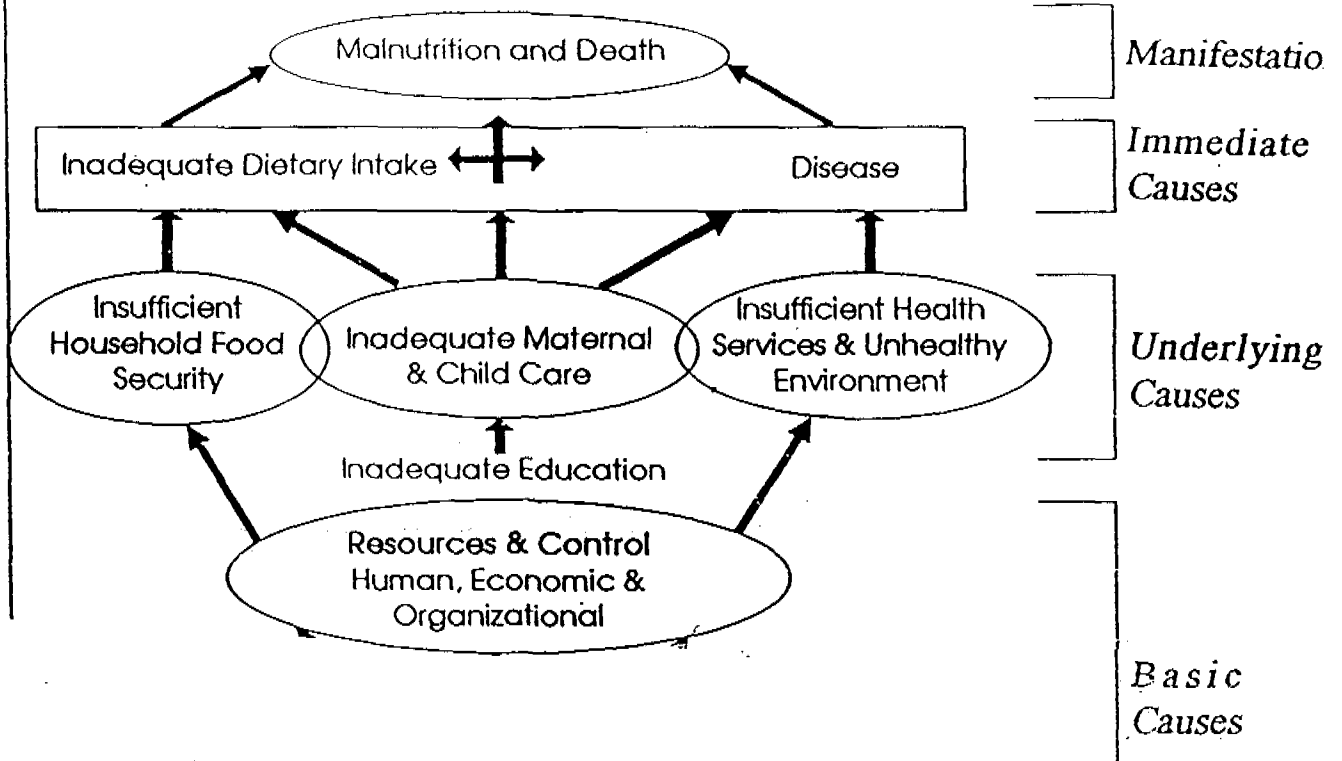 Malnutrition and Death
Manifestatio
Inadequate Dietary Intake
Disease
Immediate
Causes
Insufficient
Household Food
Security
Inadequate Maternal
& Child Care
Insufficient Health
Services & Unhealthy
Environment
Underlying
Causes
Inadequate Education
Resources & Control
Human, Economic &
Organizational
Basic
Causes